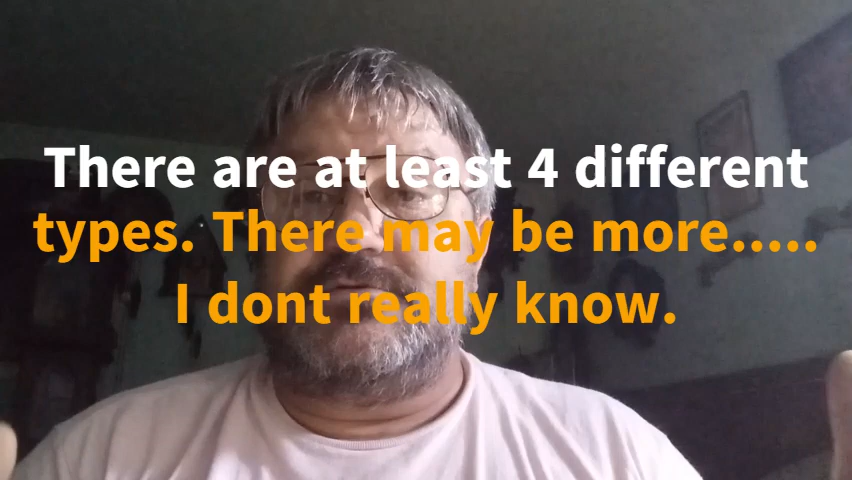 There are at least 4 different
types. There may be more.....
I dont really know.